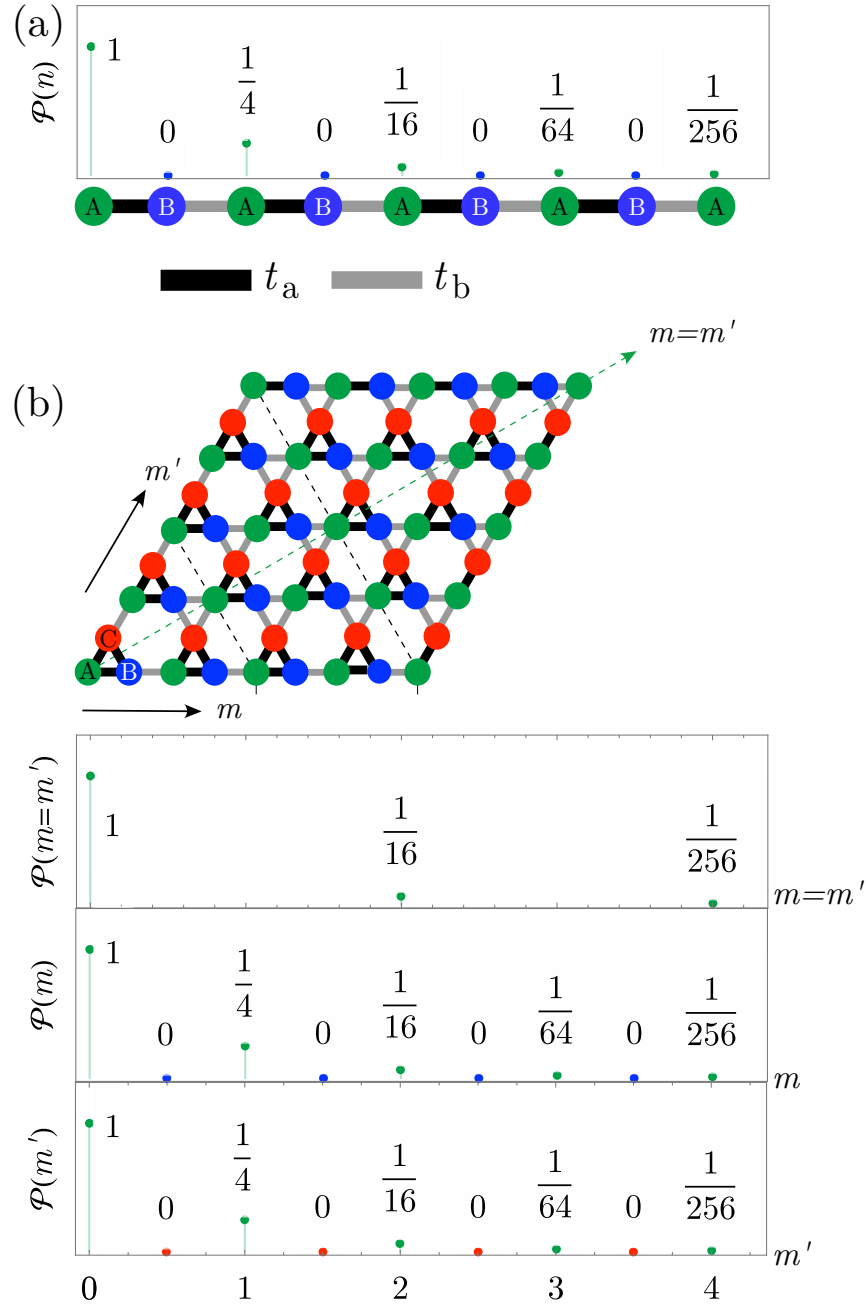 (a)
𝒫(n)
1 0 1/4 0 1/16 0 1/64 0 1/256
A B A B A B A B A
t_a t_b
m=m'
(b)
m'
C
A B
m
𝒫(m=m')
1 1/16 1/256
m=m'
𝒫(m)
1 0 1/4 0 1/16 0 1/64 0 1/256
m
𝒫(m')
1 0 1/4 0 1/16 0 1/64 0 1/256
m'
0 1 2 3 4